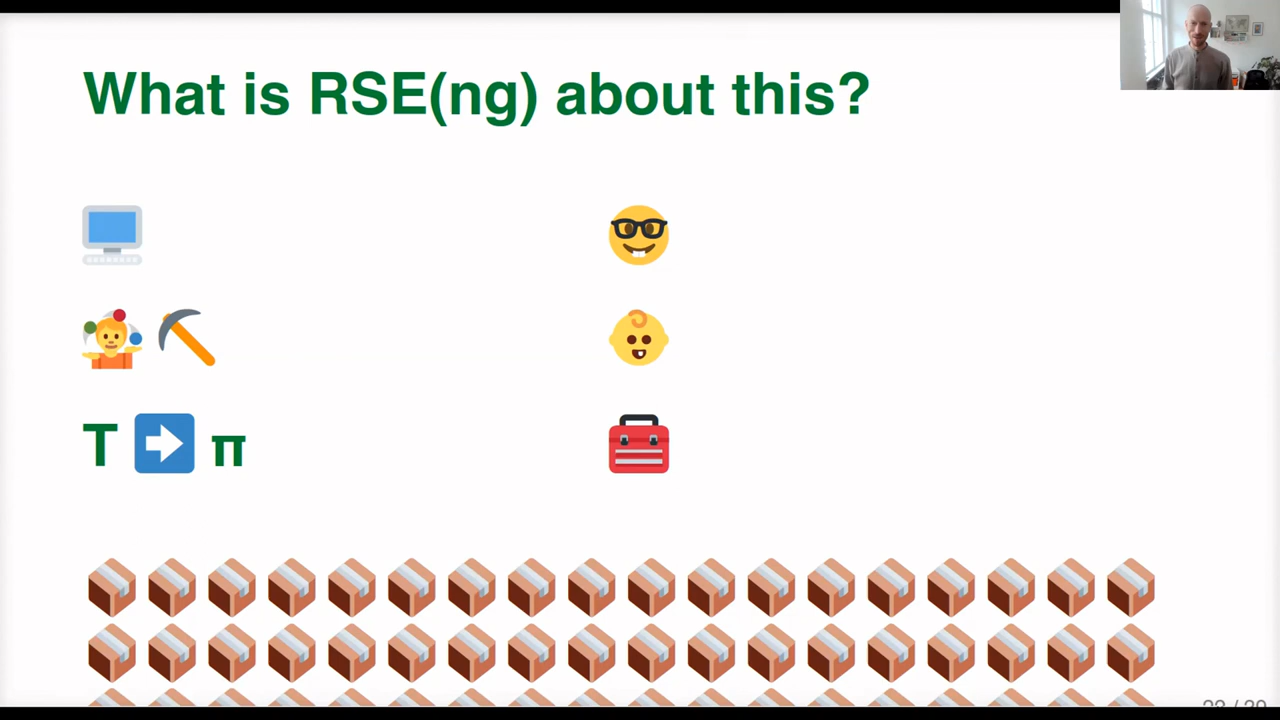 What is RSE(ng) about this?
T ➡️ π